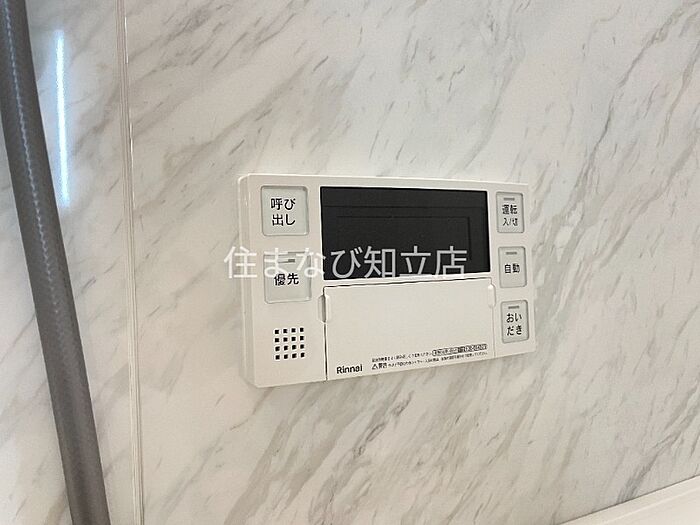 呼び
出し
優先
運転
入/切
自動
おい
だき
住まなび知立店
Rinnai